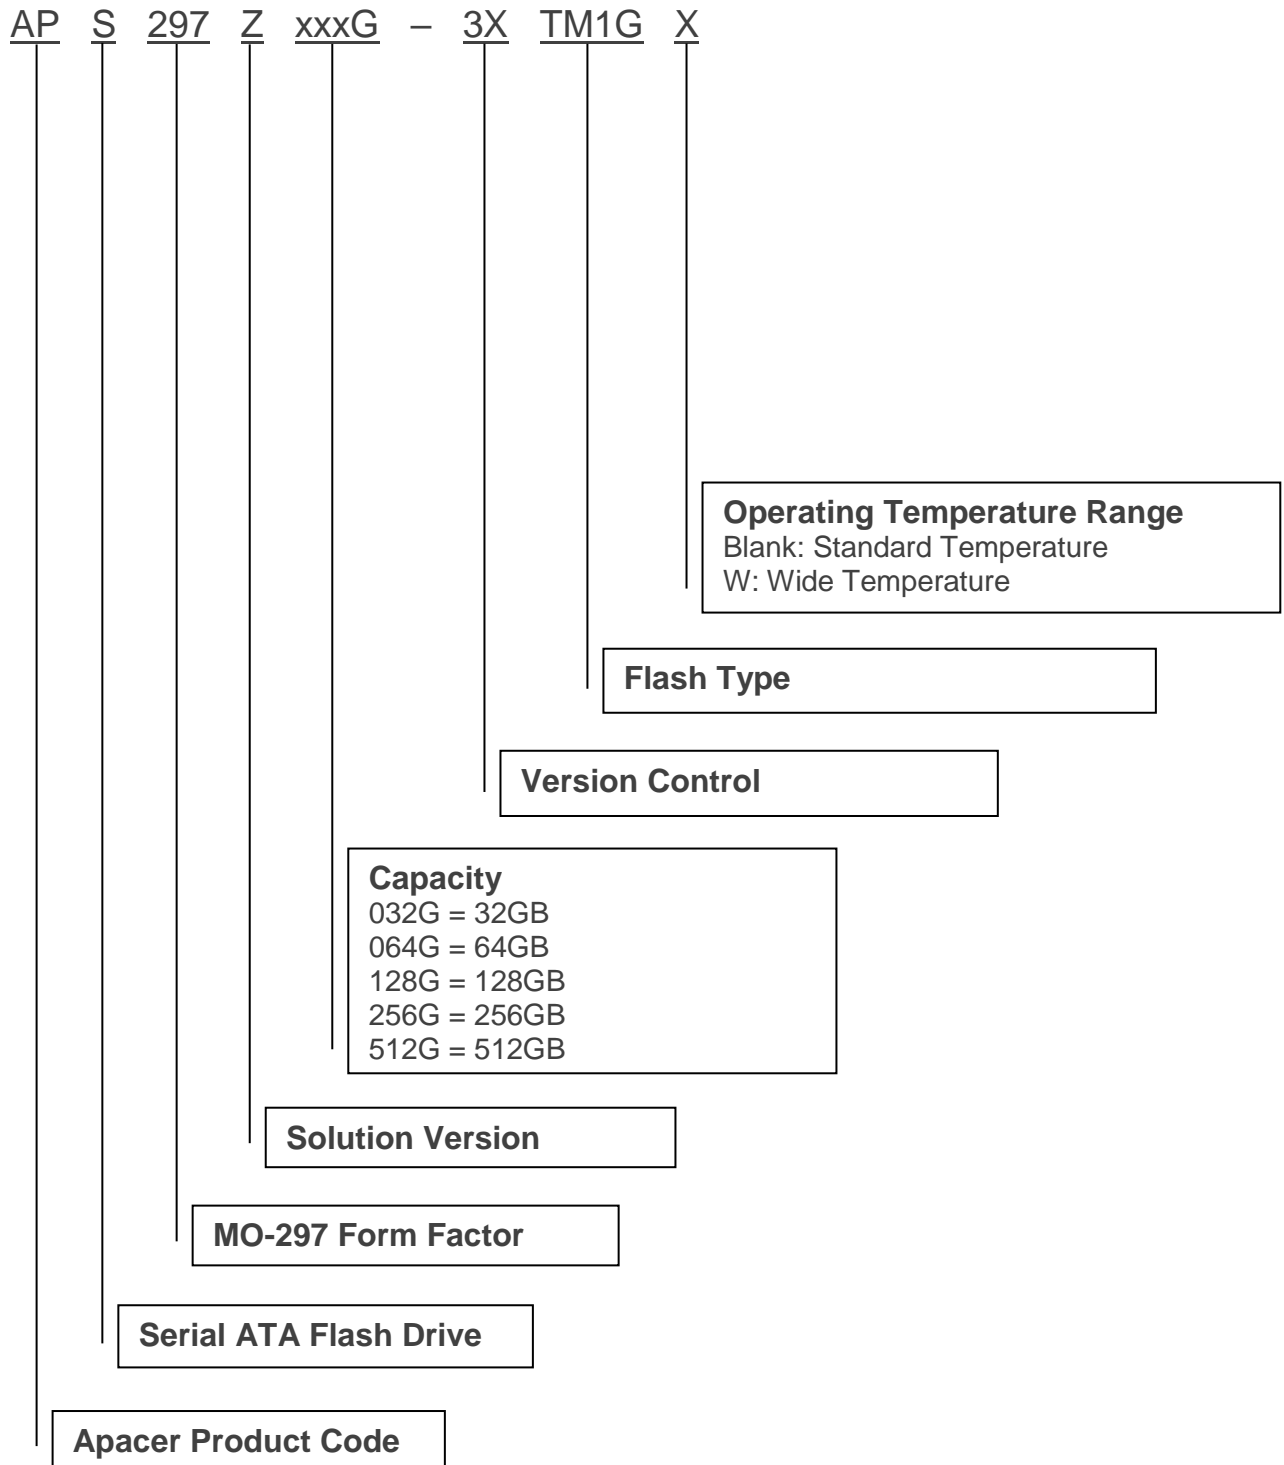 AP S 297 Z xxxG – 3X TM1G X
Operating Temperature Range
Blank: Standard Temperature
W: Wide Temperature
Flash Type
Version Control
Capacity
032G = 32GB
064G = 64GB
128G = 128GB
256G = 256GB
512G = 512GB
Solution Version
MO-297 Form Factor
Serial ATA Flash Drive
Apacer Product Code